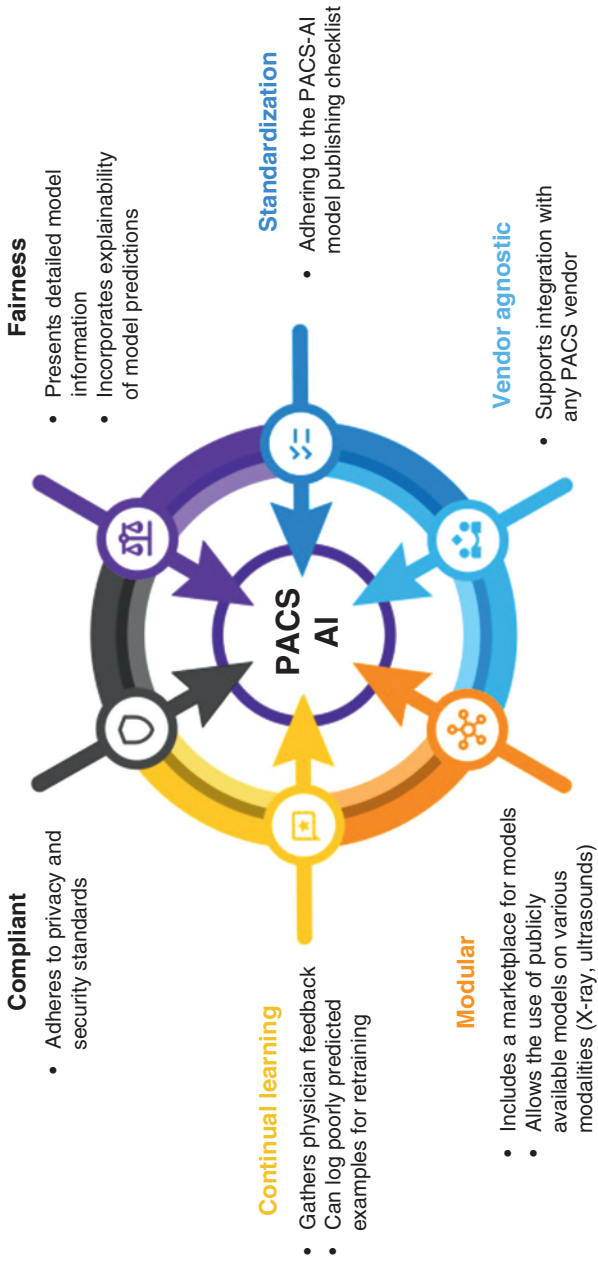 Compliant
• Adheres to privacy and
security standards
Fairness
• Presents detailed model
information
• Incorporates explainability
of model predictions
Continual learning
• Gathers physician feedback
• Can log poorly predicted
examples for retraining
PACS
AI
Standardization
• Adhering to the PACS-AI
model publishing checklist
Modular
• Includes a marketplace for models
• Allows the use of publicly
available models on various
modalities (X-ray, ultrasounds)
Vendor agnostic
• Supports integration with
any PACS vendor